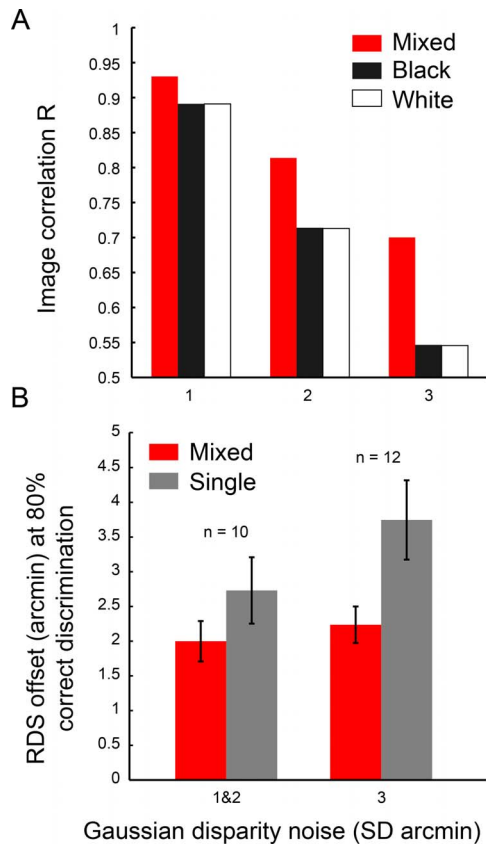 A
Mixed
Black
White
Image correlation R
0.95
0.9
0.85
0.8
0.75
0.7
0.65
0.6
0.55
0.5
1
2
3
B
Mixed
Single
n = 10
n = 12
RDS offset (arcmin) at 80%
correct discrimination
5
4.5
4
3.5
3
2.5
2
1.5
1
0.5
0
1&2
3
Gaussian disparity noise (SD arcmin)